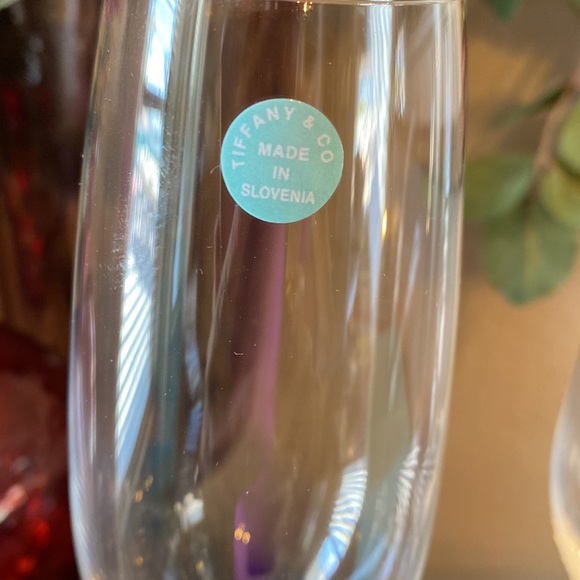 TIFFANY & CO
MADE
IN
SLOVENIA